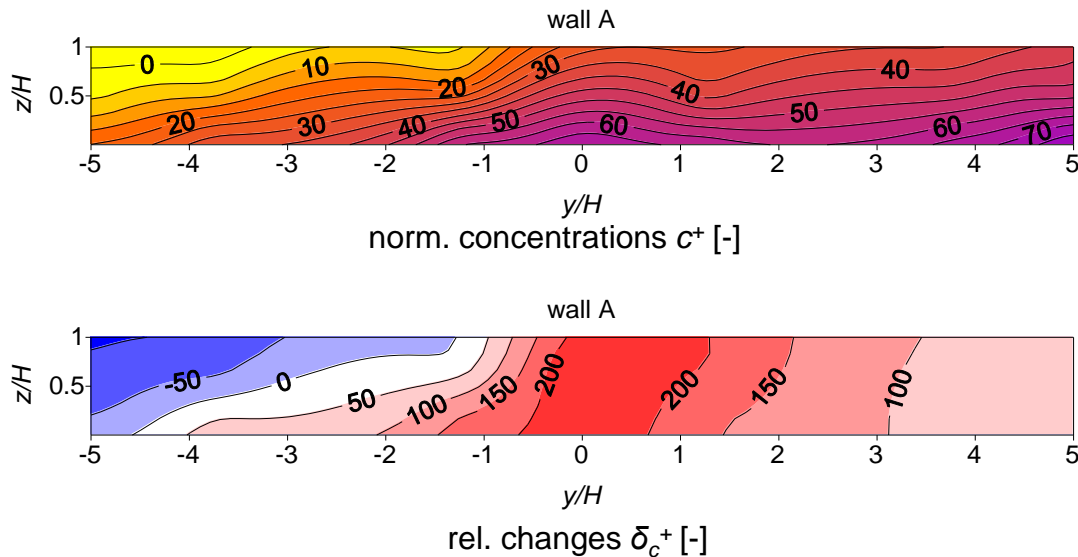 wall A
1
z/H
0.5
0 10 20 30 40
20 30 40 50 60 40 50 60 70
-5 -4 -3 -2 -1 0 1 2 3 4 5
y/H
norm. concentrations c⁺ [-]
wall A
1
z/H
0.5
-50 0 50 100 150 200 200 150 100
-5 -4 -3 -2 -1 0 1 2 3 4 5
y/H
rel. changes δc⁺ [-]